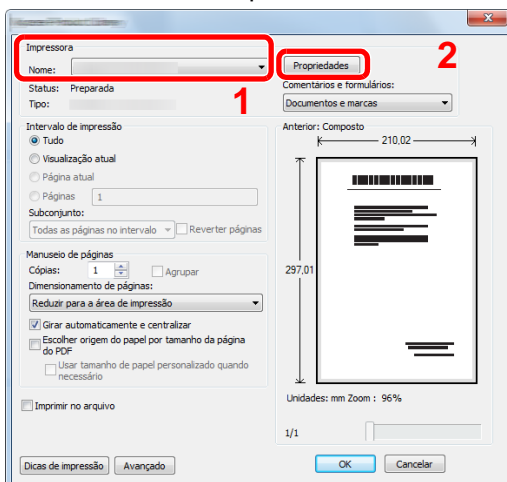 Impressora
Nome:
Propriedades
2
Status: Preparada
1
Comentários e formulários:
Tipo:
Documentos e marcas
Intervalo de impressão
Tudo
Visualização atual
Página atual
Páginas 1
Subconjunto:
Todas as páginas no intervalo
Reverter páginas
Manuseio de páginas
Cópias: 1
Agrupar
Dimensionamento de páginas:
Reduzir para a área de impressão
Girar automaticamente e centralizar
Escolher origem do papel por tamanho da página
do PDF
Usar tamanho de papel personalizado quando
necessário
Imprimir no arquivo
Anterior: Composto
210,02
297,01
Unidades: mm Zoom : 96%
1/1
Dicas de impressão
Avançado
OK
Cancelar